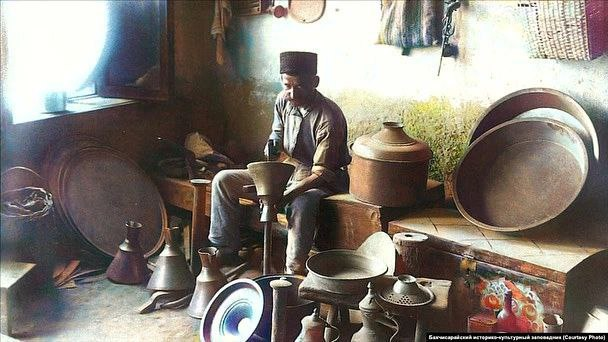 Бахчисарайский историко-культурный заповедник (Courtesy Photo)